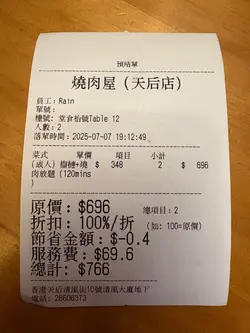 預結單
燒肉屋（天后店）
員工：Rain
單號：
檯號： 堂食枱號Table 12
人數：2
落單時間：2025-07-07 19:12:49
菜式 單價 項目 小計
(成人) 榴槤+燒 $ 348 2 $ 696
肉放題 (120mins
)
原價：$696 總項目：2
折扣：100%/折 (如：100=原價)
節省金額：$-0.4
服務費：$69.6
總計：$766
香港天后清風街10號清風大廈地下
電話：28606373